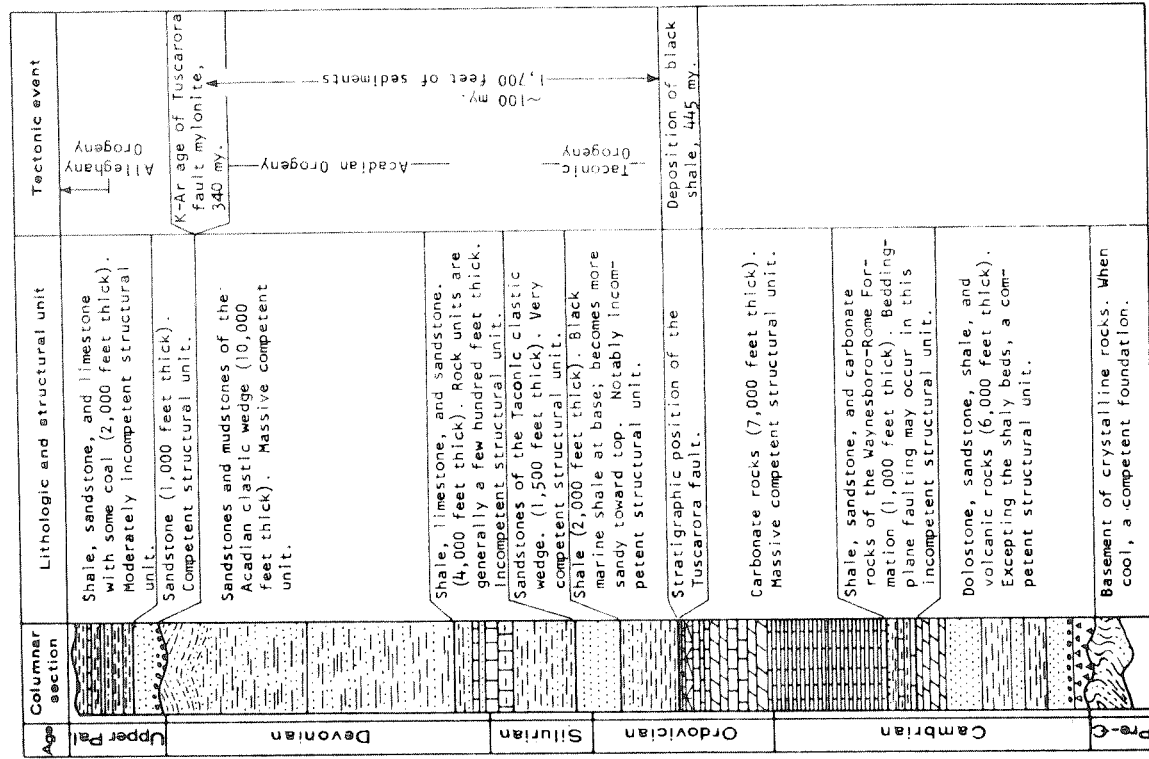 Age
Columnar
section
Lithologic and structural unit
Tectonic event
Upper Pal
Devonian
Silurian
Ordovician
Cambrian
Pre-Є
Shale, sandstone, and limestone
with some coal (2,000 feet thick).
Moderately incompetent structural
unit.
Sandstone (1,000 feet thick).
Competent structural unit.
Sandstones and mudstones of the
Acadian clastic wedge (10,000
feet thick). Massive competent
unit.
Shale, limestone, and sandstone.
(4,000 feet thick). Rock units are
generally a few hundred feet thick.
Incompetent structural unit.
Sandstones of the Taconic clastic
wedge. (1,500 feet thick). Very
competent structural unit.
Shale (2,000 feet thick). Black
marine shale at base; becomes more
sandy toward top. Notably incom-
petent structural unit.
Stratigraphic position of the
Tuscarora fault.
Carbonate rocks (7,000 feet thick).
Massive competent structural unit.
Shale, sandstone, and carbonate
rocks of the Waynesboro-Rome For-
mation (1,000 feet thick). Bedding-
plane faulting may occur in this
incompetent structural unit.
Dolostone, sandstone, shale, and
volcanic rocks (6,000 feet thick).
Excepting the shaly beds, a com-
petent structural unit.
Basement of crystalline rocks. When
cool, a competent foundation.
Alleghany
Orogeny
K-Ar age of Tuscarora
fault mylonite,
340 my.
Acadian Orogeny
Taconic
Orogeny
~100 my.
1,700 feet of sediments
Deposition of black
shale, 445 my.